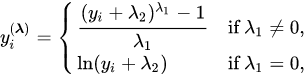 $$y_i^{(\boldsymbol{\lambda})} = \begin{cases} \dfrac{(y_i + \lambda_2)^{\lambda_1} - 1}{\lambda_1} & \text{if } \lambda_1 \neq 0, \\ \ln(y_i + \lambda_2) & \text{if } \lambda_1 = 0, \end{cases}$$